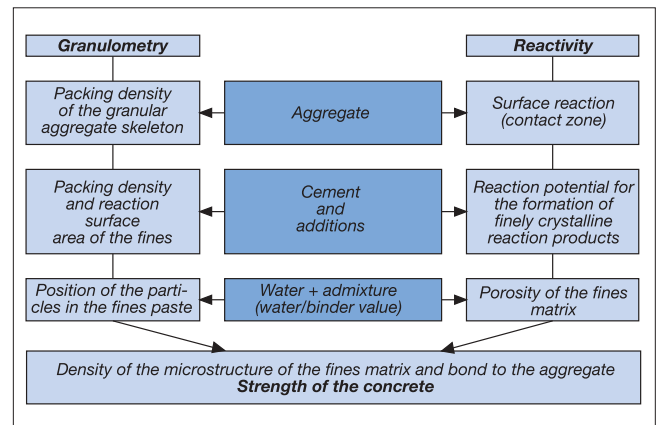 Granulometry
Reactivity
Packing density
of the granular
aggregate skeleton
Aggregate
Surface reaction
(contact zone)
Packing density
and reaction
surface
area of the fines
Cement
and
additions
Reaction potential for
the formation of
finely crystalline
reaction products
Position of the parti-
cles in the fines paste
Water + admixture
(water/binder value)
Porosity of the fines
matrix
Density of the microstructure of the fines matrix and bond to the aggregate
Strength of the concrete